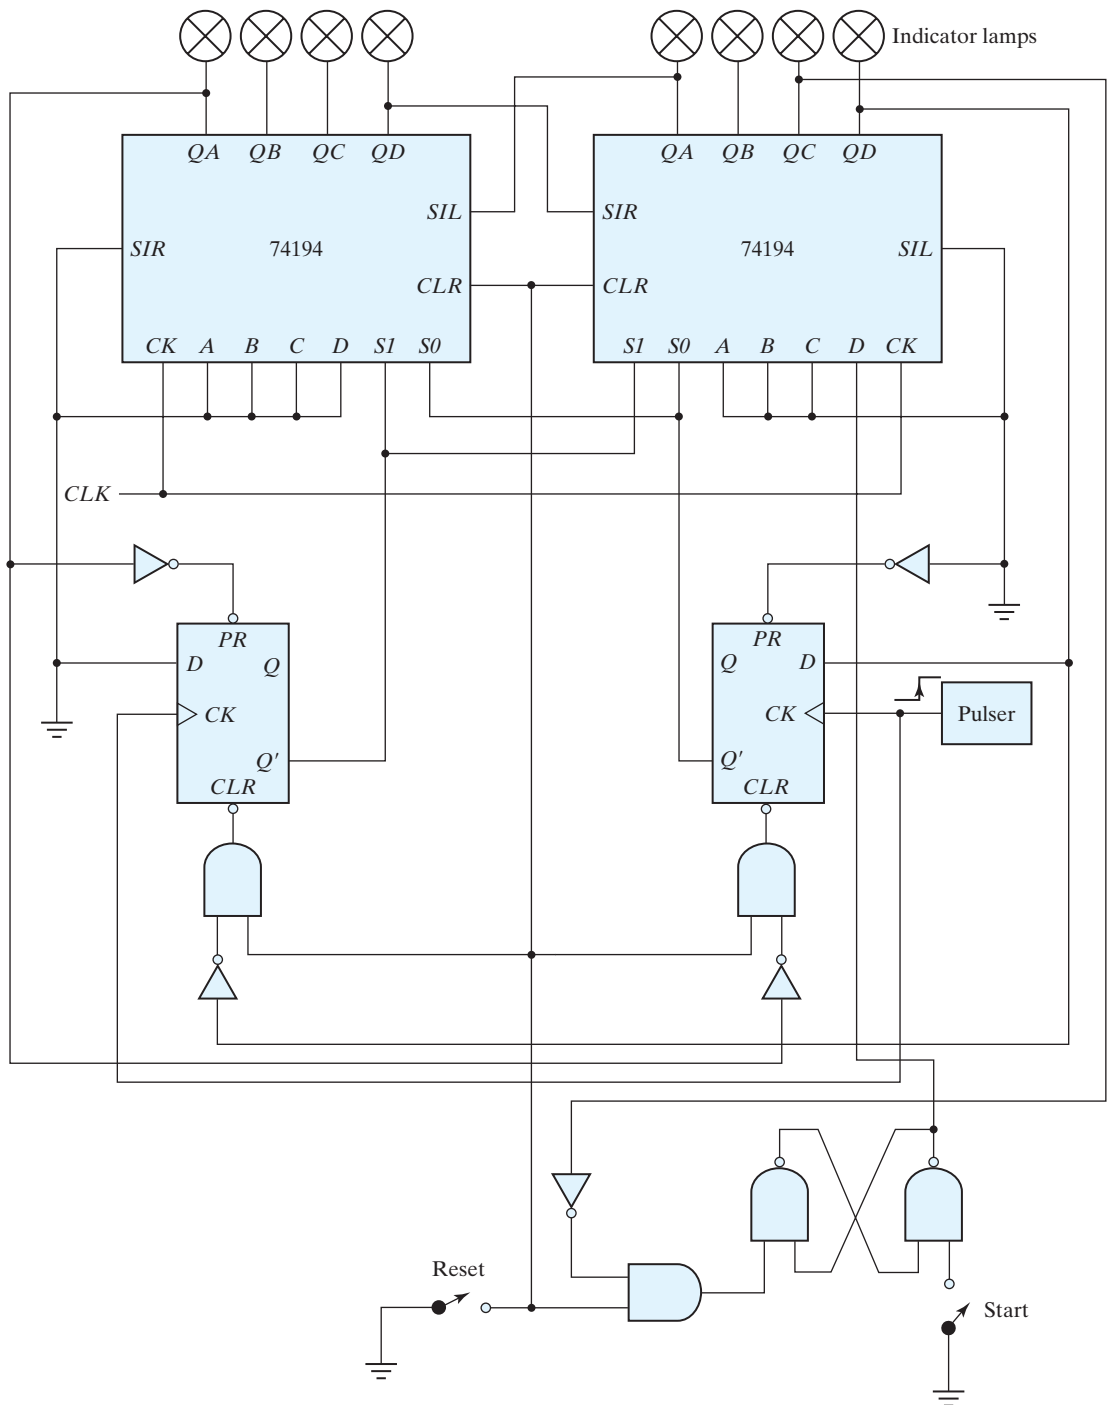 Indicator lamps
QA QB QC QD
QA QB QC QD
SIL
SIR
SIR
74194
74194
SIL
CLR
CLR
CK A B C D S1 S0
S1 S0 A B C D CK
CLK
PR
PR
D
Q
Q
D
CK
CK
Pulser
Q'
Q'
CLR
CLR
Reset
Start